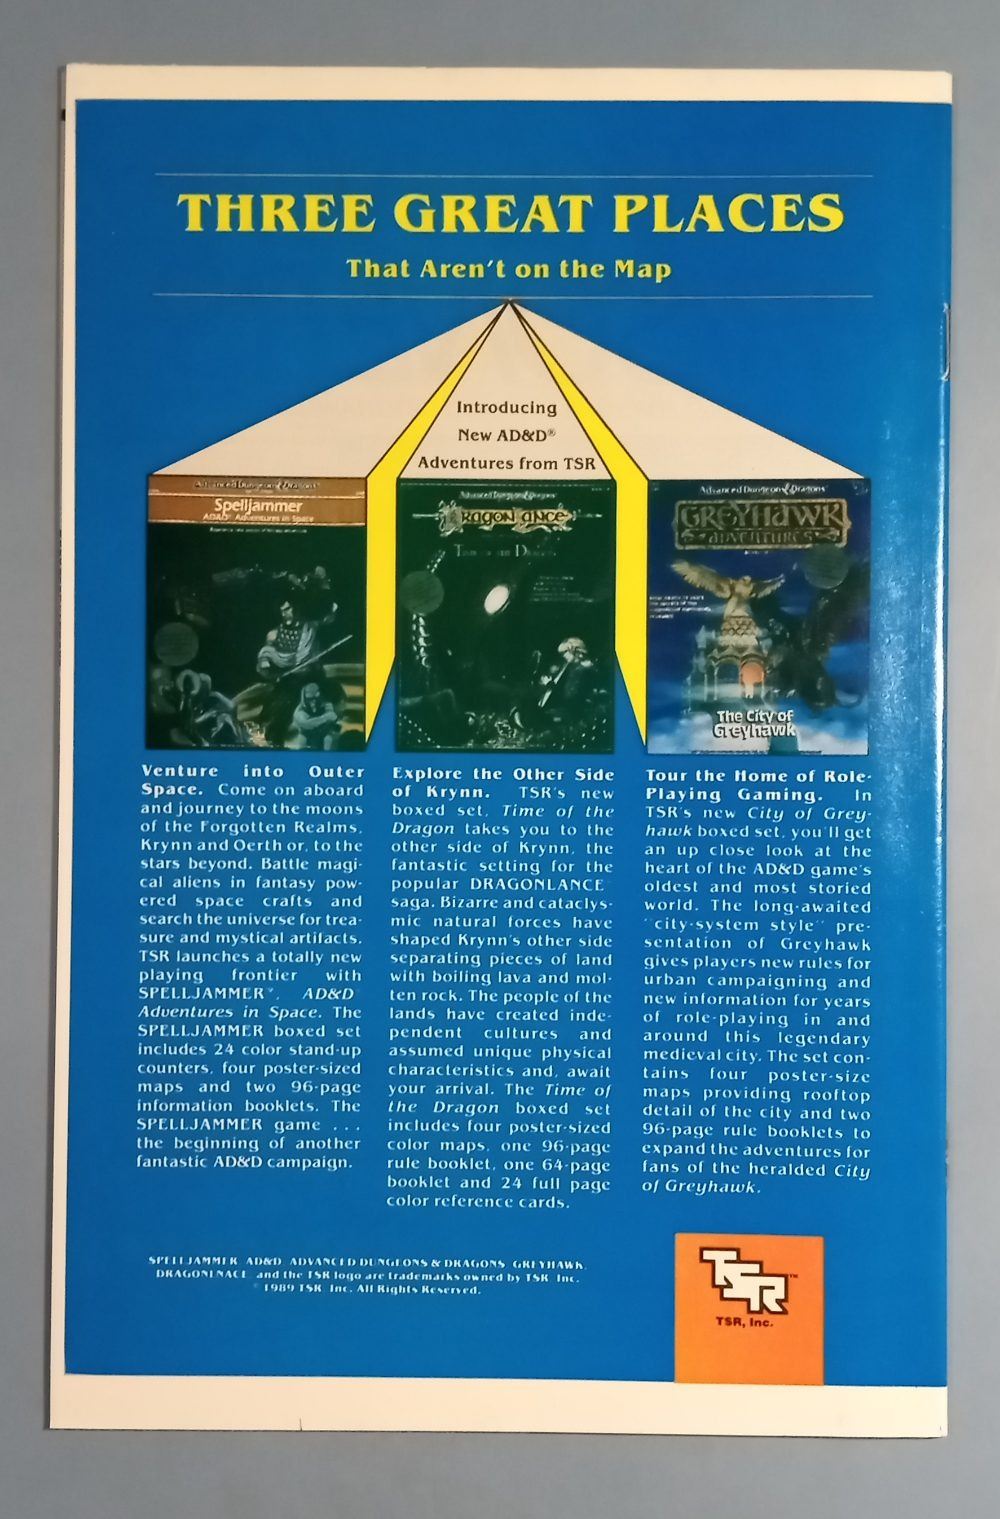 THREE GREAT PLACES
That Aren't on the Map
Introducing
New AD&D®
Adventures from TSR
Advanced Dungeons & Dragons
Spelljammer
AD&D Adventures in Space
Advanced Dungeons & Dragons
DRAGONLANCE
Time of the Dragon
Advanced Dungeons & Dragons
GREYHAWK
ADVENTURES
The City of
Greyhawk
Venture into Outer
Space. Come on aboard
and journey to the moons
of the Forgotten Realms,
Krynn and Oerth or, to the
stars beyond. Battle magi-
cal aliens in fantasy pow-
ered space crafts and
search the universe for trea-
sure and mystical artifacts.
TSR launches a totally new
playing frontier with
SPELLJAMMER™, AD&D
Adventures in Space. The
SPELLJAMMER boxed set
includes 24 color stand-up
counters, four poster-sized
maps and two 96-page
information booklets. The
SPELLJAMMER game . . .
the beginning of another
fantastic AD&D campaign.
Explore the Other Side
of Krynn. TSR's new
boxed set, Time of the
Dragon takes you to the
other side of Krynn, the
fantastic setting for the
popular DRAGONLANCE
saga. Bizarre and cataclys-
mic natural forces have
shaped Krynn's other side
separating pieces of land
with boiling lava and mol-
ten rock. The people of the
lands have created inde-
pendent cultures and
assumed unique physical
characteristics and, await
your arrival. The Time of
the Dragon boxed set
includes four poster-sized
color maps, one 96-page
rule booklet, one 64-page
booklet and 24 full page
color reference cards.
Tour the Home of Role-
Playing Gaming. In
TSR's new City of Grey-
hawk boxed set, you'll get
an up close look at the
heart of the AD&D game's
oldest and most storied
world. The long-awaited
"city-system style" pre-
sentation of Greyhawk
gives players new rules for
urban campaigning and
new information for years
of role-playing in and
around this legendary
medieval city. The set con-
tains four poster-size
maps providing rooftop
detail of the city and two
96-page rule booklets to
expand the adventures for
fans of the heralded City
of Greyhawk.
SPELLJAMMER, AD&D, ADVANCED DUNGEONS & DRAGONS, GREYHAWK,
DRAGONLNACE, and the TSR logo are trademarks owned by TSR, Inc.
©1989 TSR, Inc. All Rights Reserved.
TSR™
TSR, Inc.